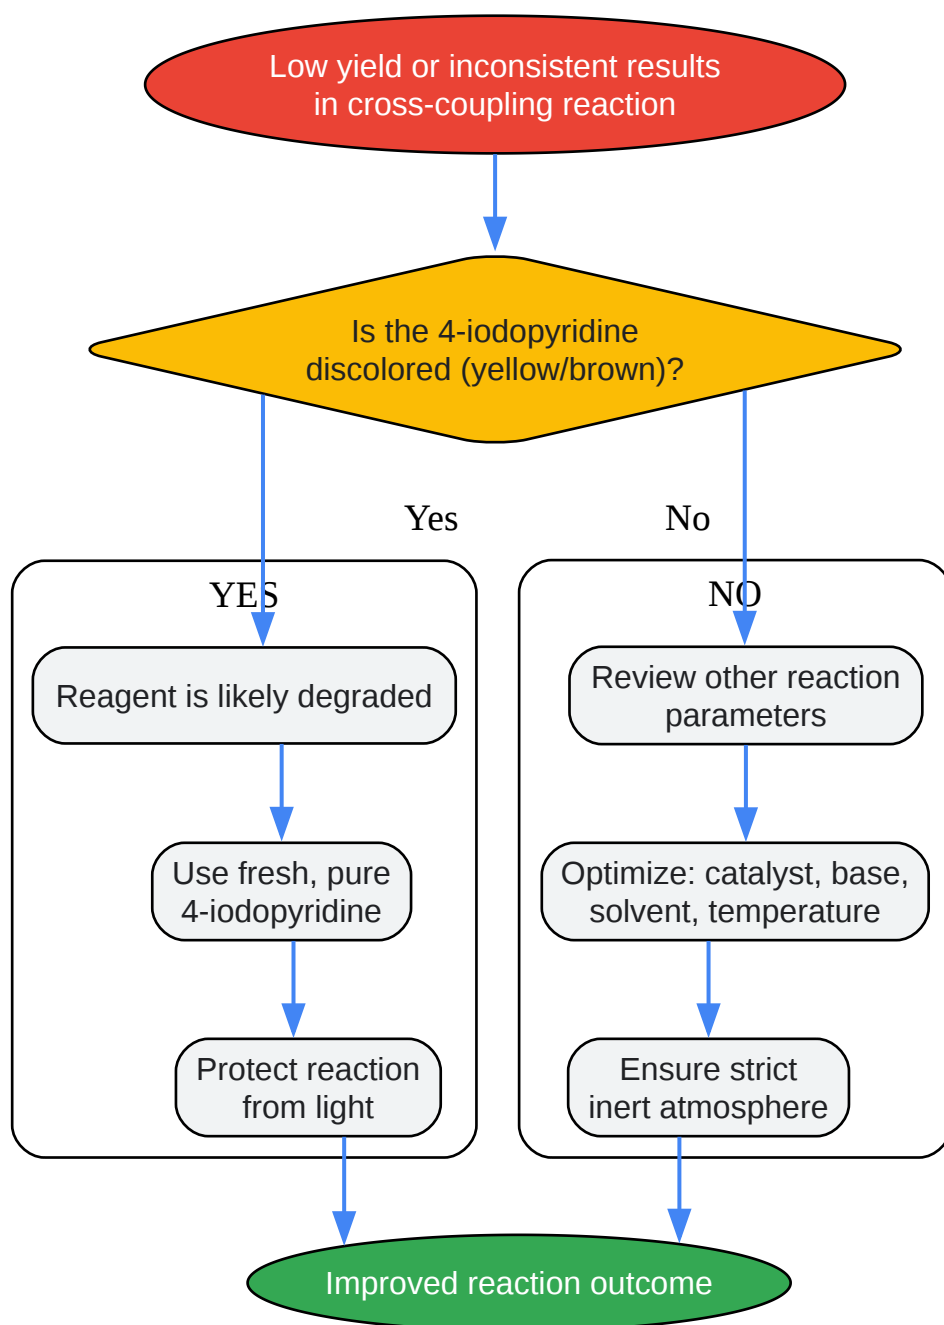 Low yield or inconsistent results
in cross-coupling reaction
Is the 4-iodopyridine
discolored (yellow/brown)?
Yes
No
YES
Reagent is likely degraded
Use fresh, pure
4-iodopyridine
Protect reaction
from light
NO
Review other reaction
parameters
Optimize: catalyst, base,
solvent, temperature
Ensure strict
inert atmosphere
Improved reaction outcome